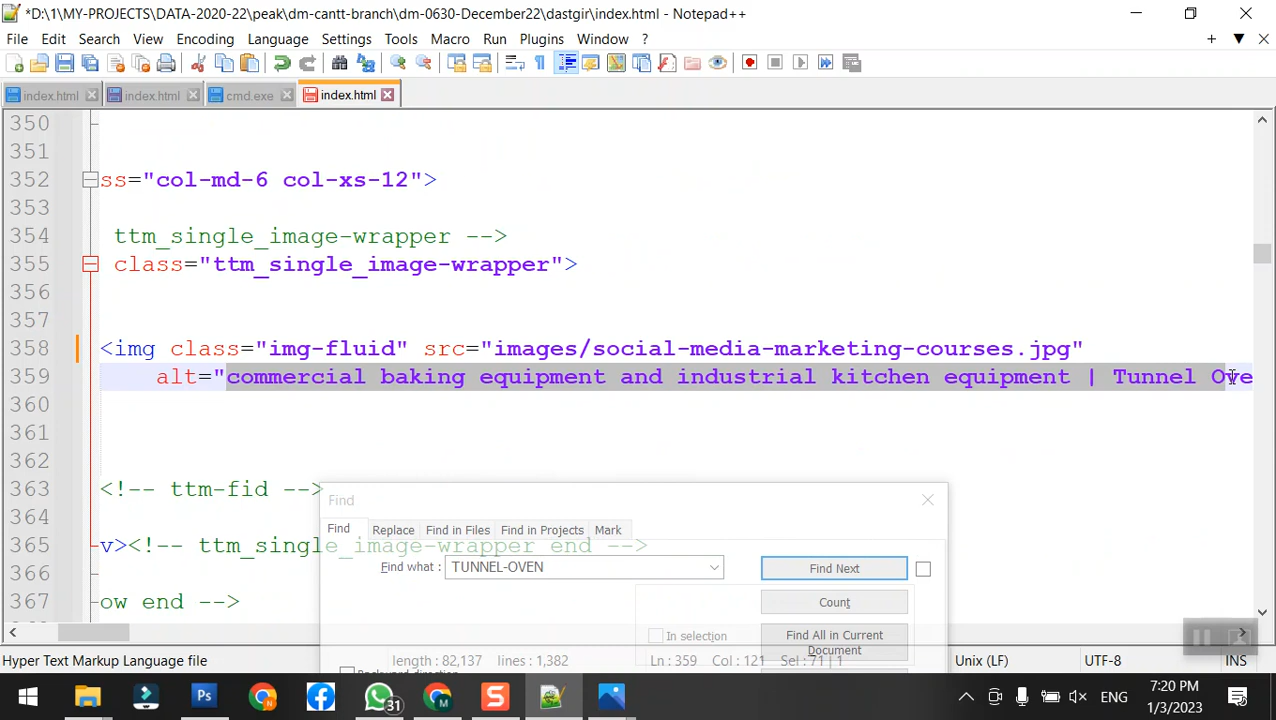 *D:\1\MY-PROJECTS\DATA-2020-22\peak\dm-cantt-branch\dm-0630-December22\dastgir\index.html - Notepad++
File Edit Search View Encoding Language Settings Tools Macro Run Plugins Window ?
index.html index.html cmd.exe index.html
350
351
352 ss="col-md-6 col-xs-12">
353
354 ttm_single_image-wrapper -->
355 class="ttm_single_image-wrapper">
356
357
358 <img class="img-fluid" src="images/social-media-marketing-courses.jpg"
359 alt="commercial baking equipment and industrial kitchen equipment | Tunnel Ove
360
361
362
363 <!-- ttm-fid -->
364
365 v><!-- ttm_single_image-wrapper end -->
366
367 ow end -->
Find
Find Replace Find in Files Find in Projects Mark
Find what : TUNNEL-OVEN Find Next
Count
In selection Find All in Current Document
Backward direction
Hyper Text Markup Language file length : 82,137 lines : 1,382 Ln : 359 Col : 121 Sel : 71 | 1 Unix (LF) UTF-8 INS
31 ENG 7:20 PM
1/3/2023